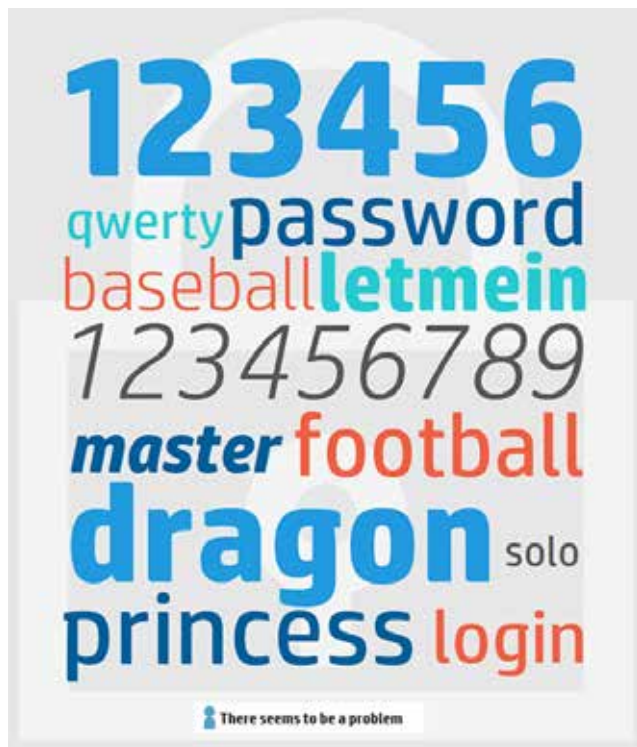 123456
qwerty password
baseball letmein
123456789
master football
dragon solo
princess login
There seems to be a problem